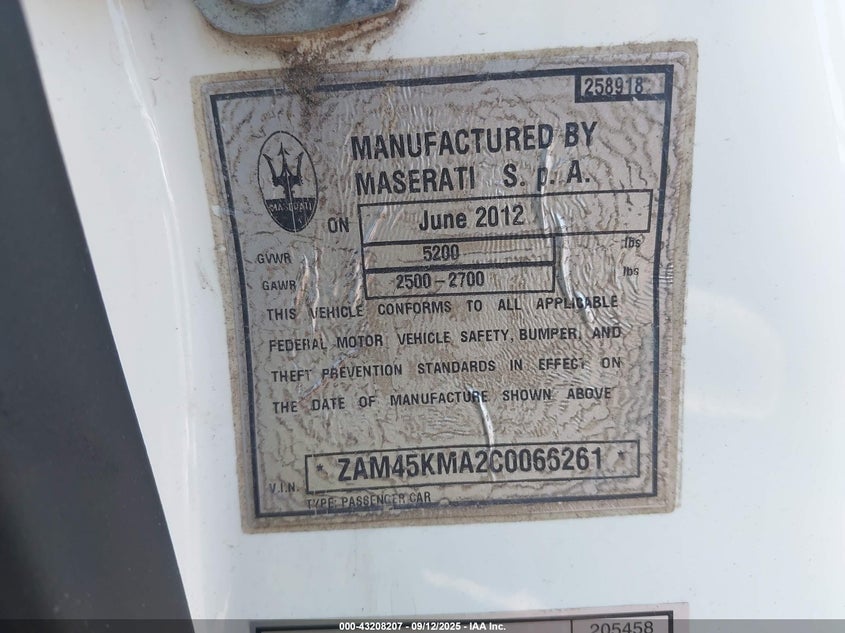 258918
MANUFACTURED BY
MASERATI S. p. A.
MASERATI
ON June 2012
GVWR 5200 lbs
GAWR 2500-2700 lbs
THIS VEHICLE CONFORMS TO ALL APPLICABLE
FEDERAL MOTOR VEHICLE SAFETY, BUMPER, AND
THEFT PREVENTION STANDARDS IN EFFECT ON
THE DATE OF MANUFACTURE SHOWN ABOVE
V.I.N. * ZAM45KMA2C0066261 *
TYPE: PASSENGER CAR
205458
000-43208207 - 09/12/2025 - IAA Inc.